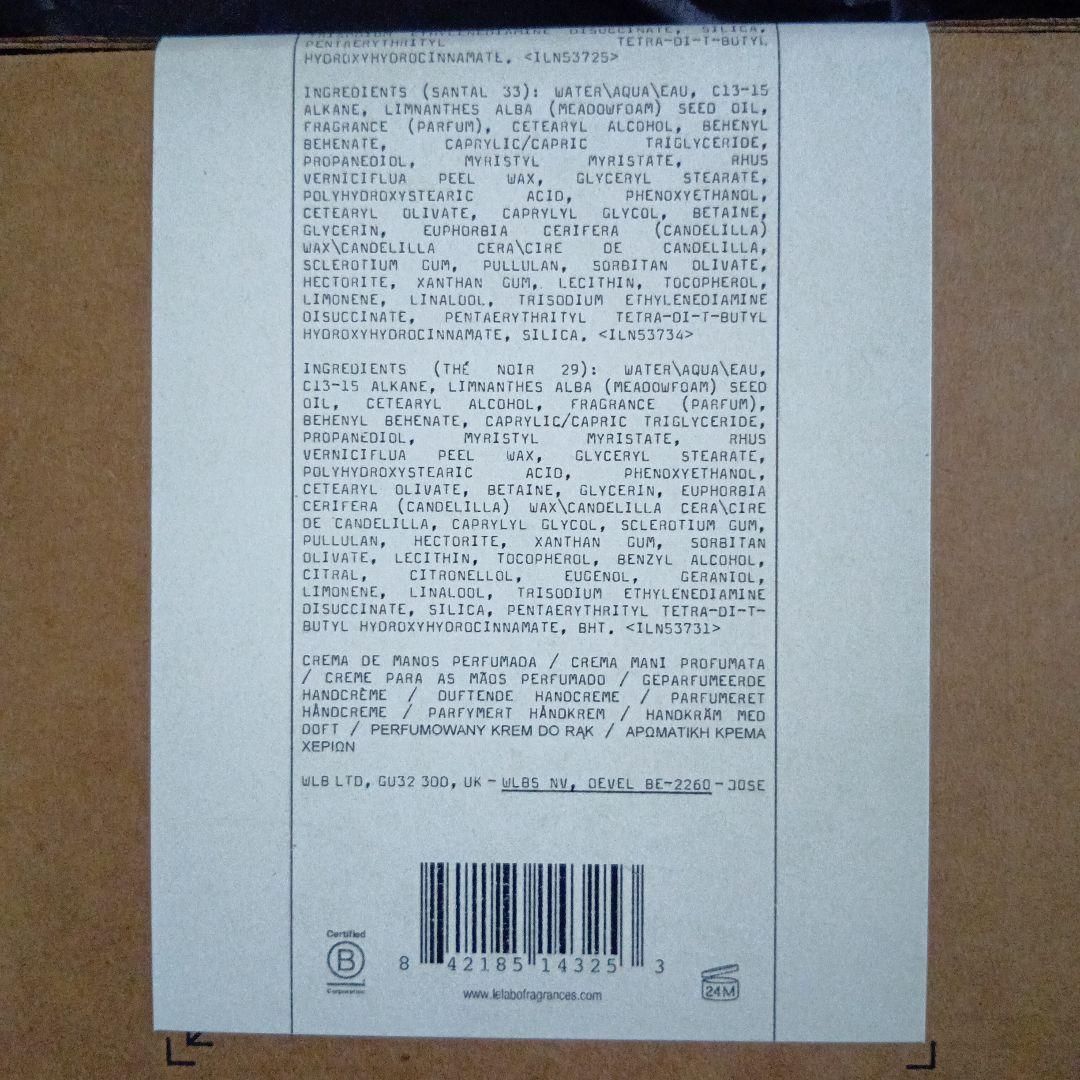 PENTAERYTHRITYL TETRA-DI-T-BUTYL
HYDROXYHYDROCINNAMATE. <ILN53725>
INGREDIENTS (SANTAL 33): WATER\AQUA\EAU, C13-15
ALKANE, LIMNANTHES ALBA (MEADOWFOAM) SEED OIL,
FRAGRANCE (PARFUM), CETEARYL ALCOHOL, BEHENYL
BEHENATE, CAPRYLIC/CAPRIC TRIGLYCERIDE,
PROPANEDIOL, MYRISTYL MYRISTATE, RHUS
VERNICIFLUA PEEL WAX, GLYCERYL STEARATE,
POLYHYDROXYSTEARIC ACID, PHENOXYETHANOL,
CETEARYL OLIVATE, CAPRYLYL GLYCOL, BETAINE,
GLYCERIN, EUPHORBIA CERIFERA (CANDELILLA)
WAX\CANDELILLA CERA\CIRE DE CANDELILLA,
SCLEROTIUM GUM, PULLULAN, SORBITAN OLIVATE,
HECTORITE, XANTHAN GUM, LECITHIN, TOCOPHEROL,
LIMONENE, LINALOOL, TRISODIUM ETHYLENEDIAMINE
DISUCCINATE, PENTAERYTHRITYL TETRA-DI-T-BUTYL
HYDROXYHYDROCINNAMATE, SILICA. <ILN53734>
INGREDIENTS (THÉ NOIR 29): WATER\AQUA\EAU,
C13-15 ALKANE, LIMNANTHES ALBA (MEADOWFOAM) SEED
OIL, CETEARYL ALCOHOL, FRAGRANCE (PARFUM),
BEHENYL BEHENATE, CAPRYLIC/CAPRIC TRIGLYCERIDE,
PROPANEDIOL, MYRISTYL MYRISTATE, RHUS
VERNICIFLUA PEEL WAX, GLYCERYL STEARATE,
POLYHYDROXYSTEARIC ACID, PHENOXYETHANOL,
CETEARYL OLIVATE, BETAINE, GLYCERIN, EUPHORBIA
CERIFERA (CANDELILLA) WAX\CANDELILLA CERA\CIRE
DE CANDELILLA, CAPRYLYL GLYCOL, SCLEROTIUM GUM,
PULLULAN, HECTORITE, XANTHAN GUM, SORBITAN
OLIVATE, LECITHIN, TOCOPHEROL, BENZYL ALCOHOL,
CITRAL, CITRONELLOL, EUGENOL, GERANIOL,
LIMONENE, LINALOOL, TRISODIUM ETHYLENEDIAMINE
DISUCCINATE, SILICA, PENTAERYTHRITYL TETRA-DI-T-
BUTYL HYDROXYHYDROCINNAMATE, BHT. <ILN53731>
CREMA DE MANOS PERFUMADA / CREMA MANI PROFUMATA
/ CREME PARA AS MÃOS PERFUMADO / GEPARFUMEERDE
HANDCRÈME / DUFTENDE HANDCREME / PARFUMERET
HÅNDCREME / PARFYMERT HÅNDKREM / HANDKRÄM MED
DOFT / PERFUMOWANY KREM DO RĄK / ΑΡΩΜΑΤΙΚΗ ΚΡΕΜΑ
ΧΕΡΙΩΝ
WLB LTD, GU32 3QD, UK - WLBS NV, OEVEL BE-2260 - JOSE
Certified
B
Corporation
8 42185 14325 3
www.lelabofragrances.com
24M